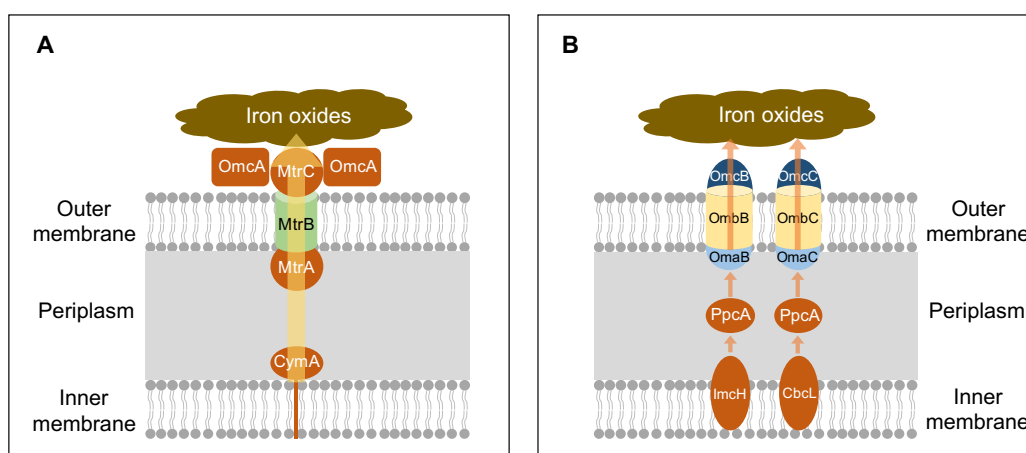 A
Iron oxides
OmcA
MtrC
OmcA
Outer
membrane
MtrB
MtrA
Periplasm
CymA
Inner
membrane
B
Iron oxides
OmcB
OmcC
OmbB
OmbC
Outer
membrane
OmaB
OmaC
PpcA
PpcA
Periplasm
ImcH
CbcL
Inner
membrane